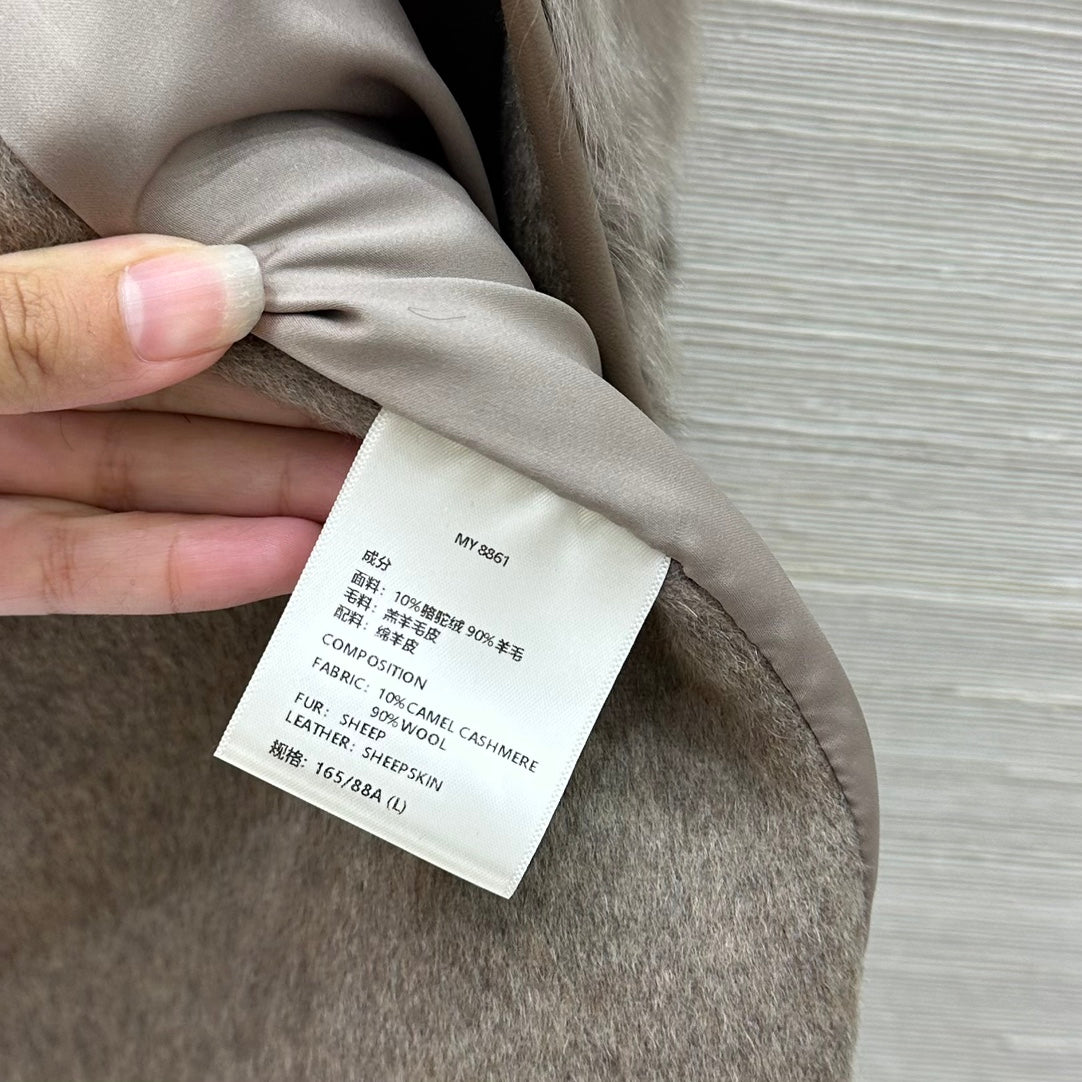 MY 8861
成分
面料：10%骆驼绒 90%羊毛
毛料：羔羊毛皮
配料：绵羊皮
COMPOSITION
FABRIC: 10%CAMEL CASHMERE
90%WOOL
FUR: SHEEP
LEATHER: SHEEPSKIN
规格: 165/88A (L)